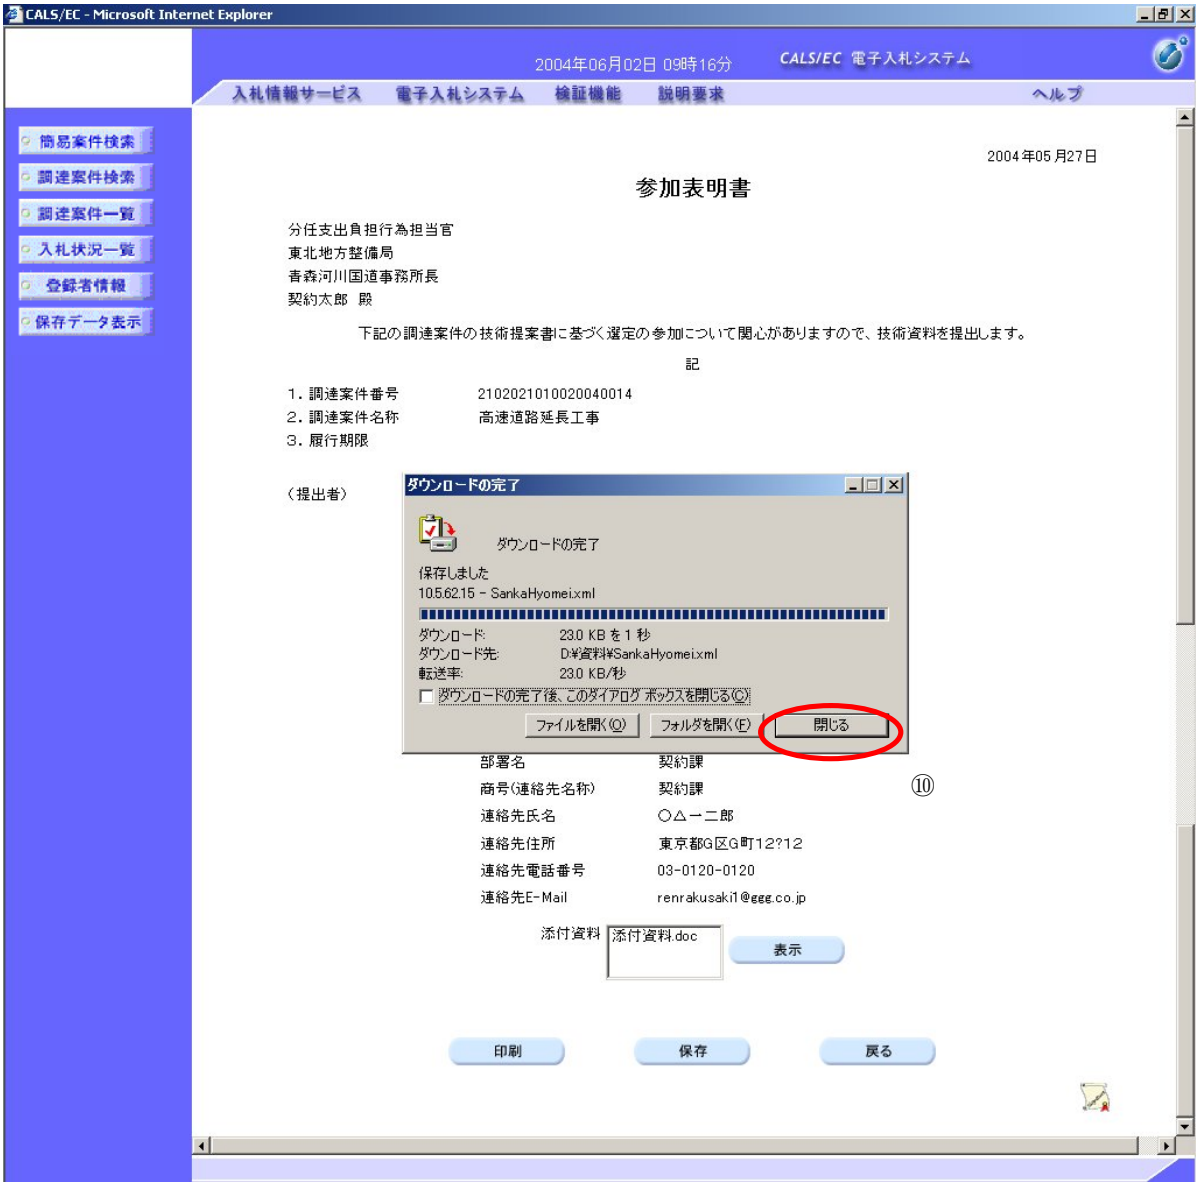 CALS/EC - Microsoft Internet Explorer
2004年06月02日 09時16分
CALS/EC 電子入札システム
入札情報サービス 電子入札システム 検証機能 説明要求 ヘルプ
簡易案件検索
調達案件検索
調達案件一覧
入札状況一覧
登録者情報
保存データ表示
2004年05月27日
参加表明書
分任支出負担行為担当官
東北地方整備局
青森河川国道事務所長
契約太郎 殿
下記の調達案件の技術提案書に基づく選定の参加について関心がありますので、技術資料を提出します。
記
1. 調達案件番号 2102021010020040014
2. 調達案件名称 高速道路延長工事
3. 履行期限
(提出者)
ダウンロードの完了
ダウンロードの完了
保存しました
10.5.62.15 - SankaHyomei.xml
ダウンロード: 23.0 KB を 1 秒
ダウンロード先: D:¥資料¥SankaHyomei.xml
転送率: 23.0 KB/秒
ダウンロードの完了後、このダイアログ ボックスを閉じる(C)
ファイルを開く(O) フォルダを開く(F) 閉じる
⑩
部署名 契約課
商号(連絡先名称) 契約課
連絡先氏名 ○△一二郎
連絡先住所 東京都G区G町12?12
連絡先電話番号 03-0120-0120
連絡先E-Mail renrakusaki1@ggg.co.jp
添付資料 添付資料.doc 表示
印刷 保存 戻る